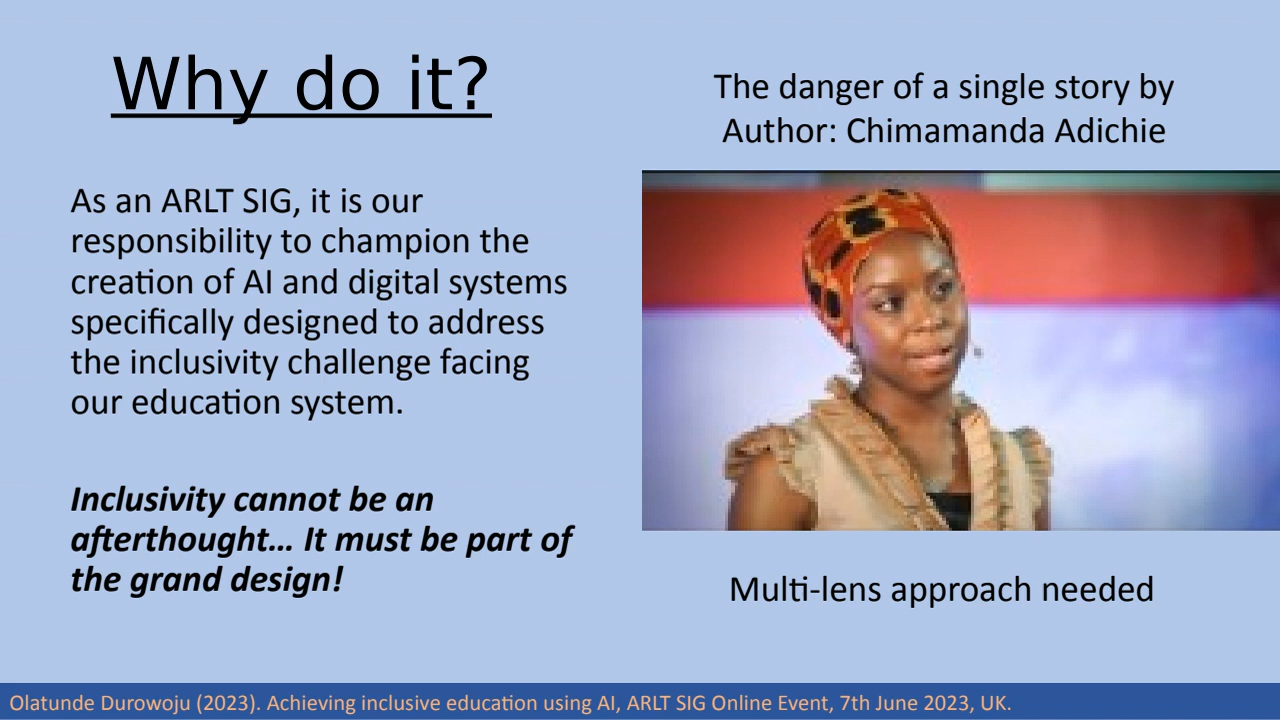 Why do it?
As an ARLT SIG, it is our
responsibility to champion the
creation of AI and digital systems
specifically designed to address
the inclusivity challenge facing
our education system.
Inclusivity cannot be an
afterthought... It must be part of
the grand design!
The danger of a single story by
Author: Chimamanda Adichie
Multi-lens approach needed
Olatunde Durowoju (2023). Achieving inclusive education using AI, ARLT SIG Online Event, 7th June 2023, UK.